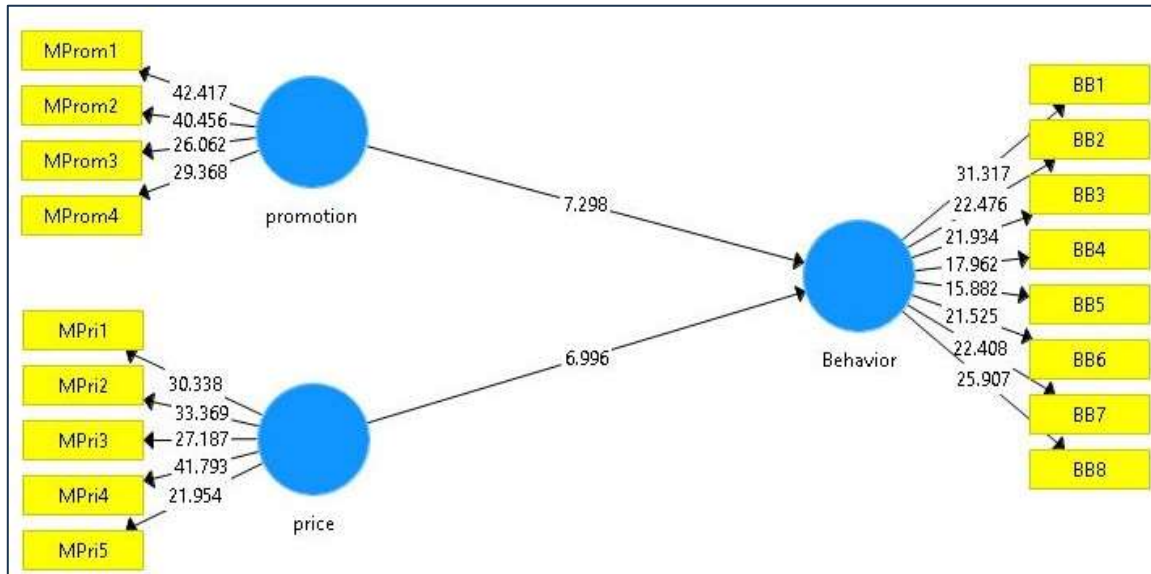 MProm1
MProm2
MProm3
MProm4
42.417
40.456
26.062
29.368
promotion
7.298
MPri1
MPri2
MPri3
MPri4
MPri5
30.338
33.369
27.187
41.793
21.954
price
6.996
Behavior
31.317
22.476
21.934
17.962
15.882
21.525
22.408
25.907
BB1
BB2
BB3
BB4
BB5
BB6
BB7
BB8